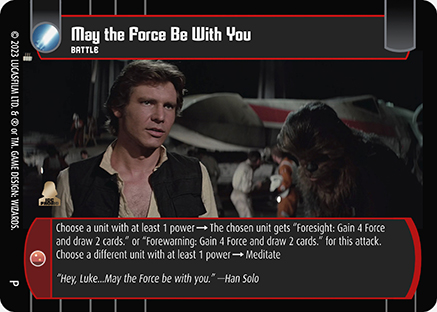 May the Force Be With You
BATTLE
© 2023 LUCASFILM LTD. & ® OR TM. GAME DESIGN: WIZARDS.
Choose a unit with at least 1 power → The chosen unit gets "Foresight: Gain 4 Force
and draw 2 cards." or "Forewarning: Gain 4 Force and draw 2 cards." for this attack.
Choose a different unit with at least 1 power → Meditate
"Hey, Luke...May the Force be with you." —Han Solo
P